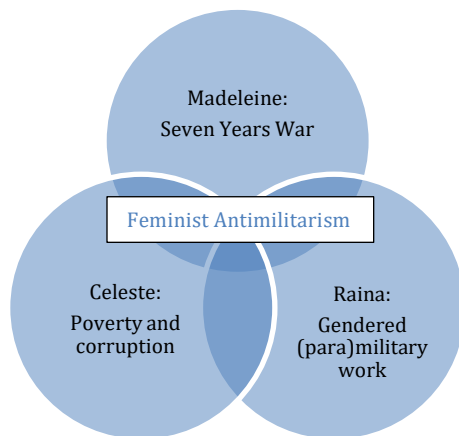 Madeleine:
Seven Years War
Feminist Antimilitarism
Celeste:
Poverty and
corruption
Raina:
Gendered
(para)military
work